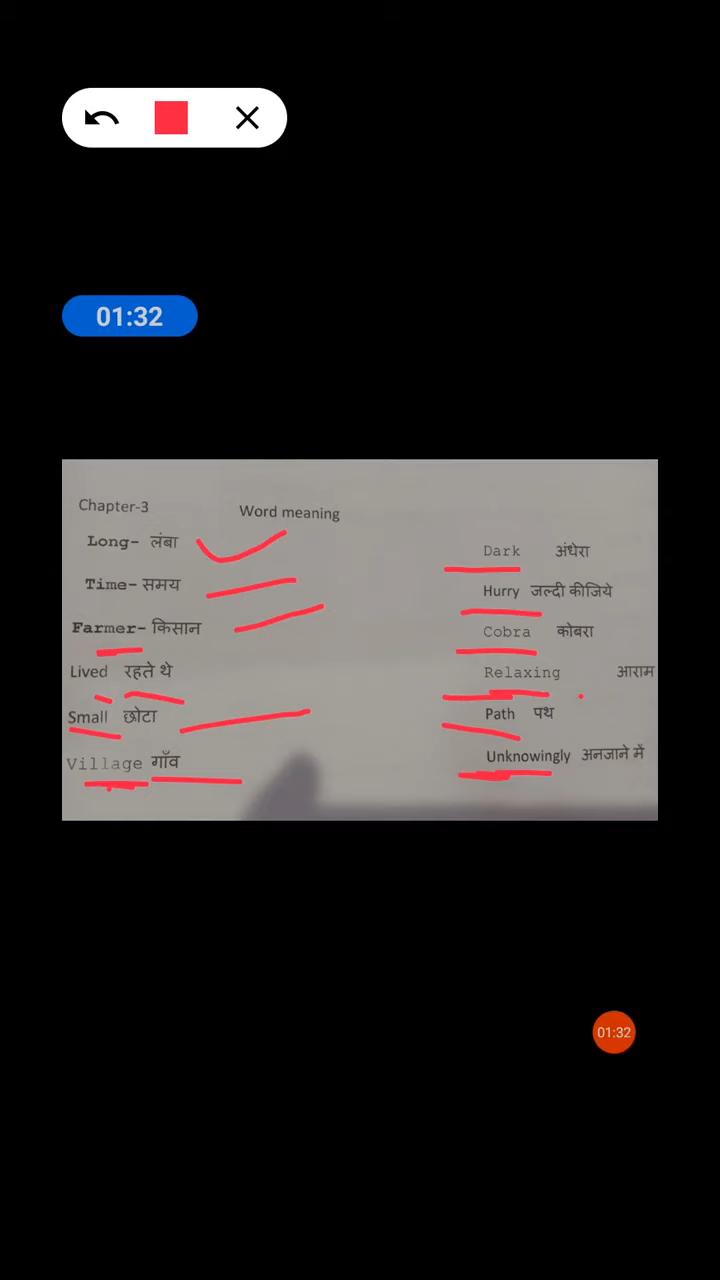 01:32
Chapter-3 Word meaning
Long- लंबा
Time- समय
Farmer- किसान
Lived रहते थे
Small छोटा
Village गाँव
Dark अंधेरा
Hurry जल्दी कीजिये
Cobra कोबरा
Relaxing आराम
Path पथ
Unknowingly अनजाने में
01:32